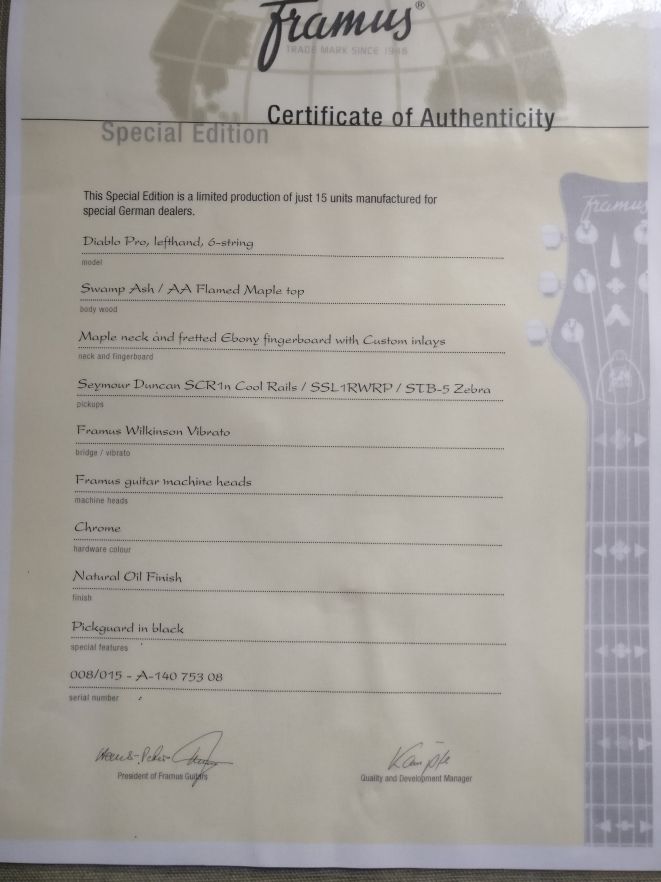 Framus®
TRADE MARK SINCE 1946
Certificate of Authenticity
Special Edition
This Special Edition is a limited production of just 15 units manufactured for
special German dealers.
Framus
Diablo Pro, lefthand, 6-string
model
Swamp Ash / AA Flamed Maple top
body wood
Maple neck and fretted Ebony fingerboard with Custom inlays
neck and fingerboard
Seymour Duncan SCR1n Cool Rails / SSL1RWRP / STB-5 Zebra
pickups
Framus Wilkinson Vibrato
bridge / vibrato
Framus guitar machine heads
machine heads
Chrome
hardware colour
Natural Oil Finish
finish
Pickguard in black
special features
008/015 - A-140 753 08
serial number
President of Framus Guitars
Quality and Development Manager